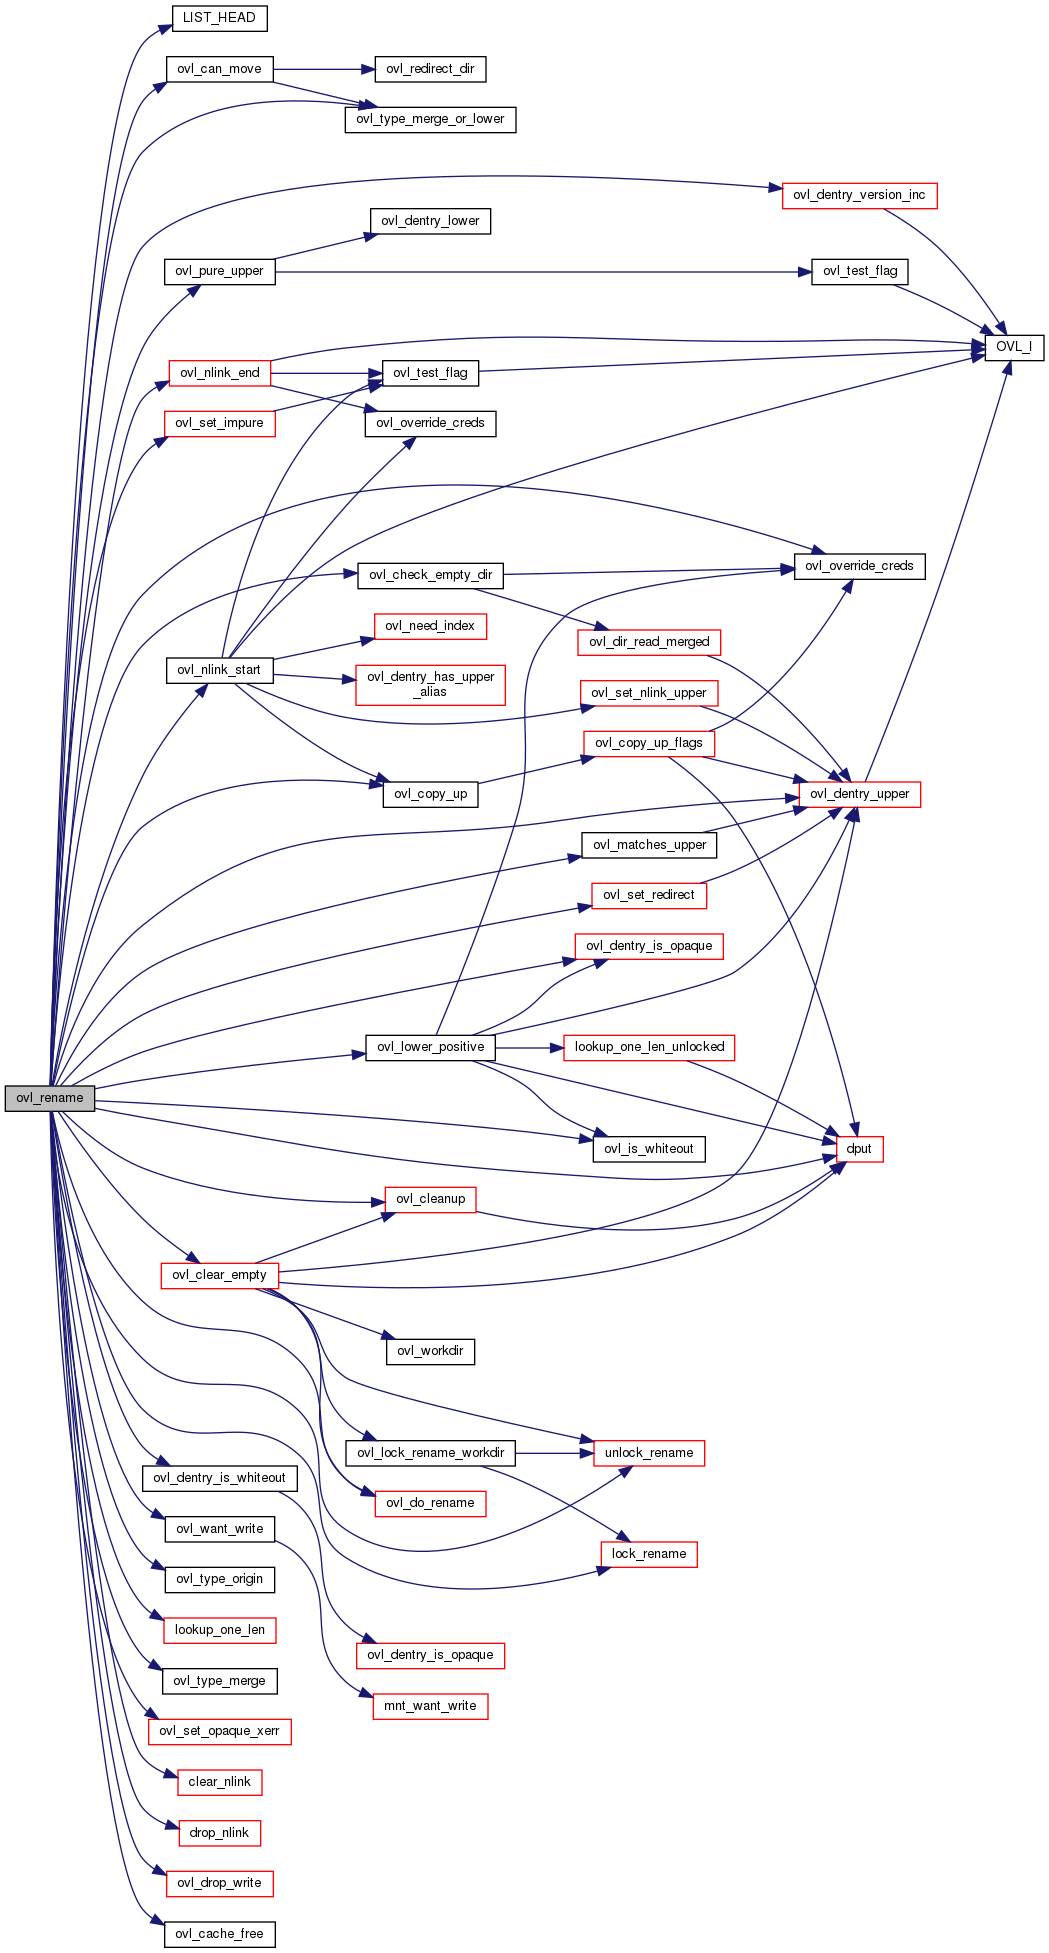 LIST_HEAD
ovl_can_move
ovl_redirect_dir
ovl_type_merge_or_lower
ovl_dentry_version_inc
ovl_dentry_lower
ovl_pure_upper
ovl_test_flag
OVL_I
ovl_nlink_end
ovl_test_flag
ovl_set_impure
ovl_override_creds
ovl_override_creds
ovl_check_empty_dir
ovl_need_index
ovl_dir_read_merged
ovl_nlink_start
ovl_dentry_has_upper
_alias
ovl_set_nlink_upper
ovl_copy_up_flags
ovl_copy_up
ovl_dentry_upper
ovl_matches_upper
ovl_set_redirect
ovl_dentry_is_opaque
ovl_lower_positive
lookup_one_len_unlocked
ovl_rename
ovl_is_whiteout
dput
ovl_cleanup
ovl_clear_empty
ovl_workdir
ovl_lock_rename_workdir
unlock_rename
ovl_dentry_is_whiteout
ovl_do_rename
ovl_want_write
lock_rename
ovl_type_origin
lookup_one_len
ovl_dentry_is_opaque
ovl_type_merge
mnt_want_write
ovl_set_opaque_xerr
clear_nlink
drop_nlink
ovl_drop_write
ovl_cache_free